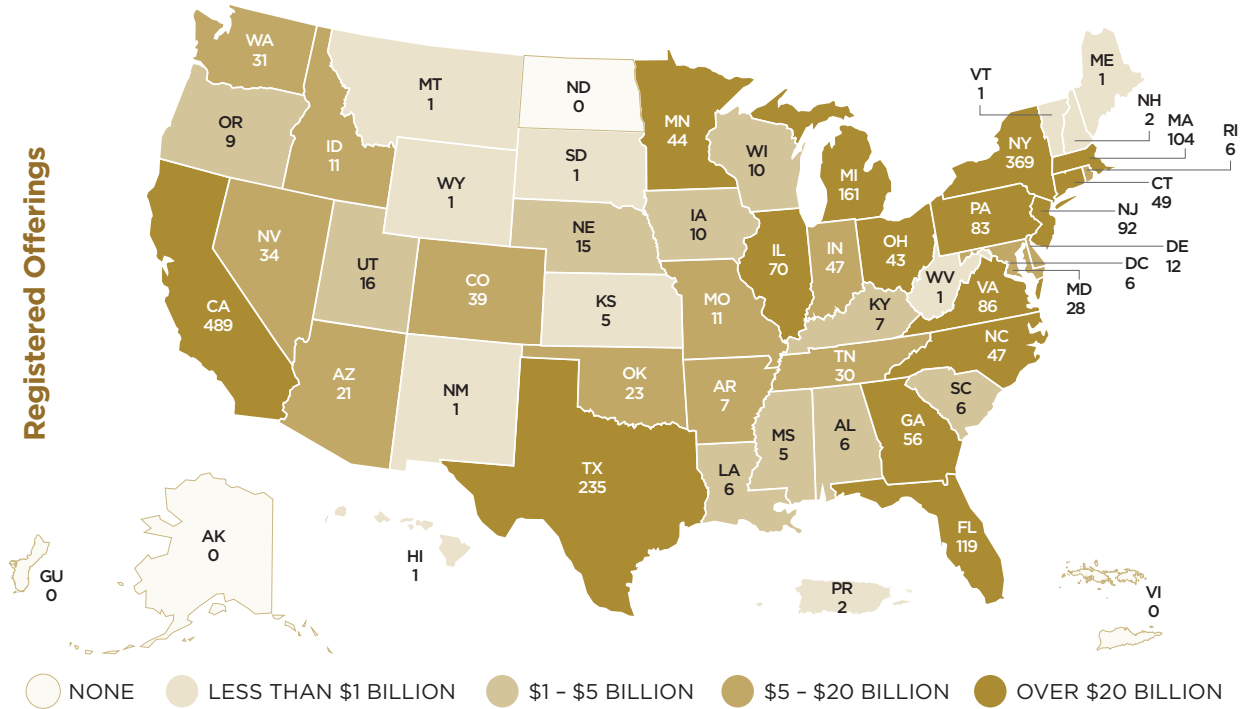 Registered Offerings
WA
31
OR
9
ID
11
MT
1
ND
0
MN
44
SD
1
WY
1
WI
10
MI
161
NY
369
VT
1
ME
1
NH
2
MA
104
RI
6
CT
49
NJ
92
PA
83
DE
12
DC
6
MD
28
NV
34
UT
16
CO
39
NE
15
IA
10
IL
70
IN
47
OH
43
WV
1
VA
86
CA
489
KS
5
MO
11
KY
7
NC
47
AZ
21
NM
1
OK
23
AR
7
TN
30
SC
6
TX
235
LA
6
MS
5
AL
6
GA
56
FL
119
AK
0
GU
0
HI
1
PR
2
VI
0
NONE
LESS THAN $1 BILLION
$1 – $5 BILLION
$5 – $20 BILLION
OVER $20 BILLION